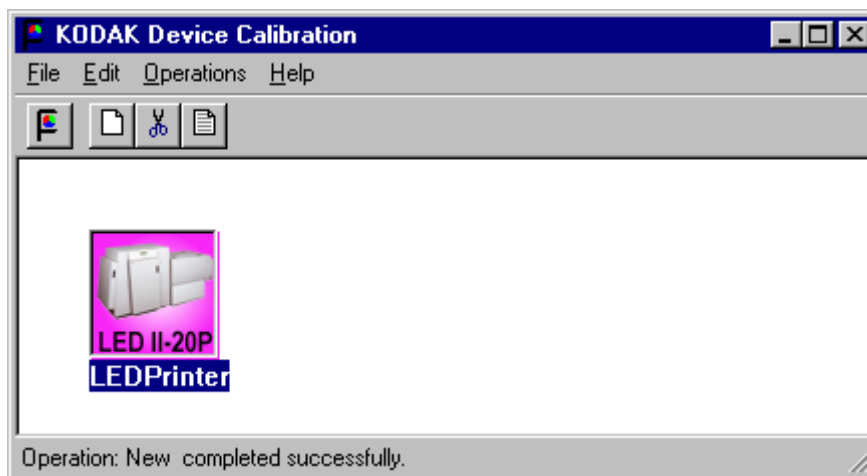 KODAK Device Calibration
File Edit Operations Help
LED II-20P
LEDPrinter
Operation: New  completed successfully.